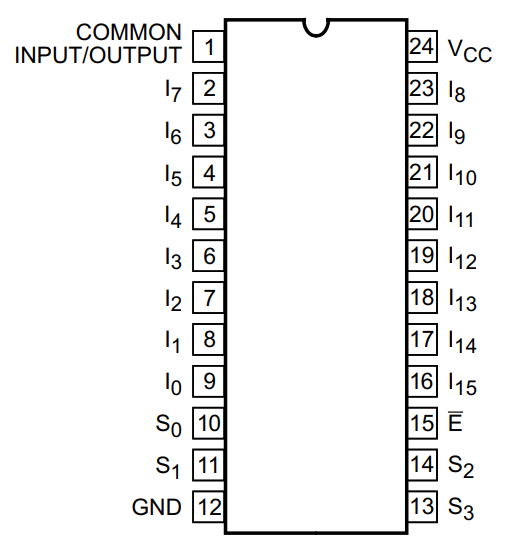 COMMON
INPUT/OUTPUT 1 24 VCC
I7 2 23 I8
I6 3 22 I9
I5 4 21 I10
I4 5 20 I11
I3 6 19 I12
I2 7 18 I13
I1 8 17 I14
I0 9 16 I15
S0 10 15 E̅
S1 11 14 S2
GND 12 13 S3